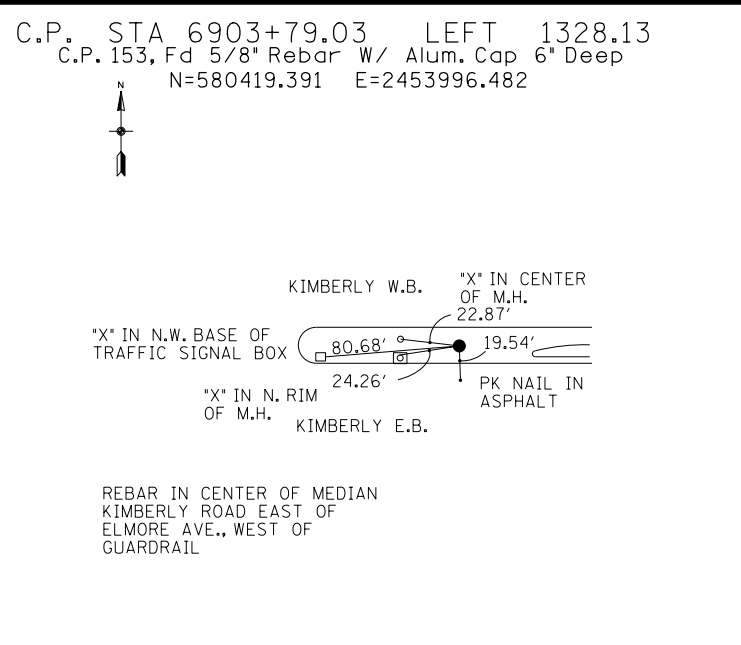 C.P. STA 6903+79.03 LEFT 1328.13
C.P. 153, Fd 5/8" Rebar W/ Alum. Cap 6" Deep
N=580419.391 E=2453996.482
N
KIMBERLY W.B.
"X" IN CENTER
OF M.H.
22.87'
"X" IN N.W. BASE OF
TRAFFIC SIGNAL BOX
80.68'
19.54'
24.26'
"X" IN N. RIM
OF M.H.
PK NAIL IN
ASPHALT
KIMBERLY E.B.
REBAR IN CENTER OF MEDIAN
KIMBERLY ROAD EAST OF
ELMORE AVE., WEST OF
GUARDRAIL